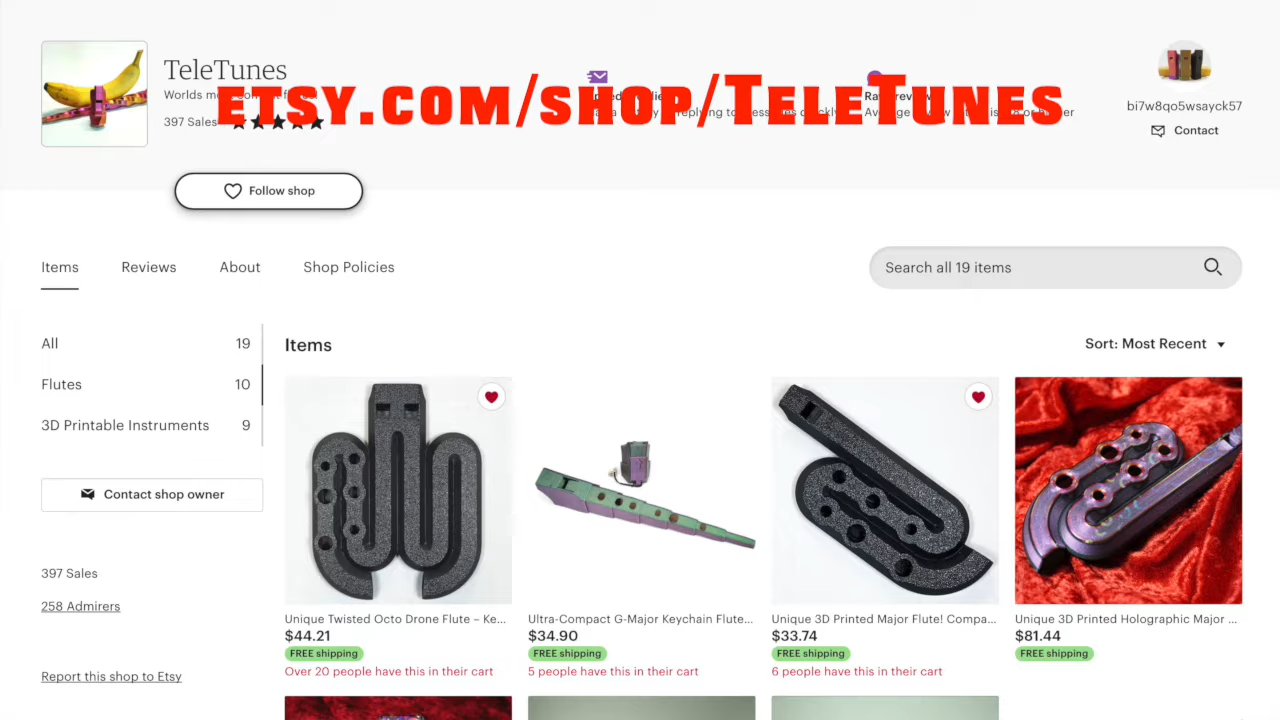 TeleTunes
etsy.com/shop/TeleTunes
Worlds
397 Sales
bi7w8qo5wsayck57
Contact
Follow shop
Items Reviews About Shop Policies
Search all 19 items
All 19
Flutes 10
3D Printable Instruments 9
Contact shop owner
397 Sales
258 Admirers
Report this shop to Etsy
Items
Sort: Most Recent
Unique Twisted Octo Drone Flute – Ke...
$44.21
FREE shipping
Over 20 people have this in their cart
Ultra-Compact G-Major Keychain Flute...
$34.90
FREE shipping
5 people have this in their cart
Unique 3D Printed Major Flute! Compa...
$33.74
FREE shipping
6 people have this in their cart
Unique 3D Printed Holographic Major ...
$81.44
FREE shipping